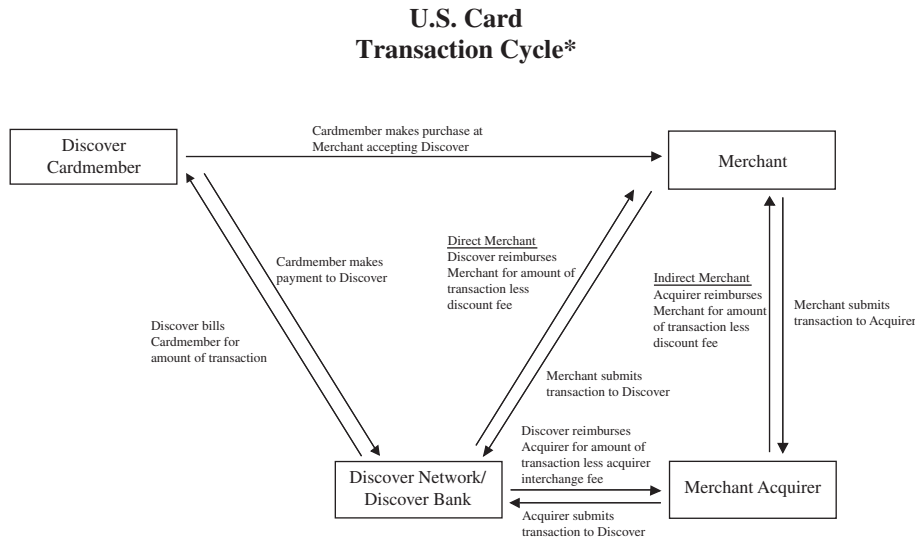 U.S. Card
Transaction Cycle*
Cardmember makes purchase at
Merchant accepting Discover
Discover
Cardmember
Merchant
Direct Merchant
Discover reimburses
Merchant for amount of
transaction less
discount fee
Cardmember makes
payment to Discover
Indirect Merchant
Acquirer reimburses
Merchant for amount
of transaction less
discount fee
Merchant submits
transaction to Acquirer
Discover bills
Cardmember for
amount of transaction
Merchant submits
transaction to Discover
Discover reimburses
Acquirer for amount of
transaction less acquirer
interchange fee
Discover Network/
Discover Bank
Merchant Acquirer
Acquirer submits
transaction to Discover